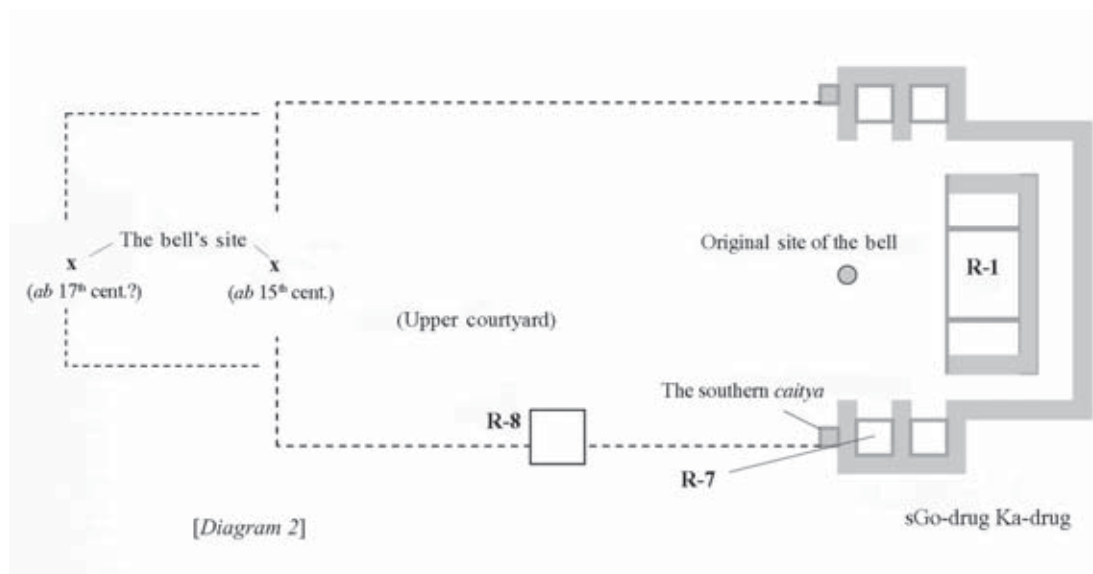 The bell's site
Original site of the bell
x
x
R-1
(ab 17th cent.?)
(ab 15th cent.)
(Upper courtyard)
The southern caitya
R-8
R-7
sGo-drug Ka-drug
[Diagram 2]